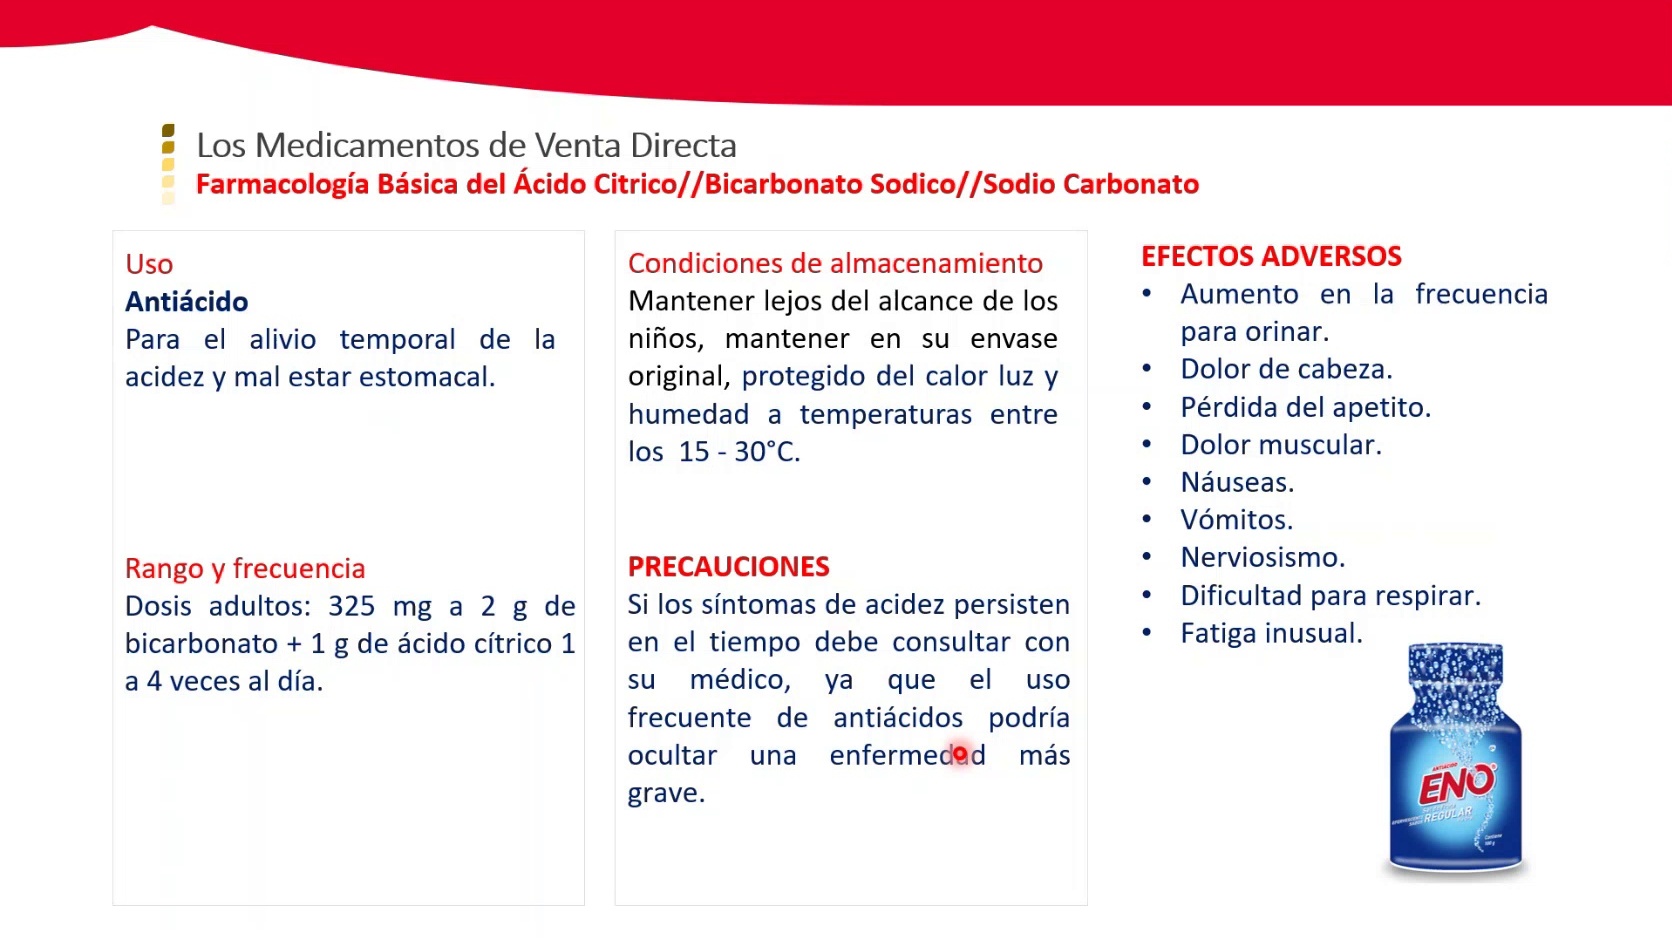 Los Medicamentos de Venta Directa
Farmacología Básica del Ácido Citrico//Bicarbonato Sodico//Sodio Carbonato
Uso
Antiácido
Para el alivio temporal de la
acidez y mal estar estomacal.
Rango y frecuencia
Dosis adultos: 325 mg a 2 g de
bicarbonato + 1 g de ácido cítrico 1
a 4 veces al día.
Condiciones de almacenamiento
Mantener lejos del alcance de los
niños, mantener en su envase
original, protegido del calor luz y
humedad a temperaturas entre
los 15 - 30°C.
PRECAUCIONES
Si los síntomas de acidez persisten
en el tiempo debe consultar con
su médico, ya que el uso
frecuente de antiácidos podría
ocultar una enfermedad más
grave.
EFECTOS ADVERSOS
• Aumento en la frecuencia
para orinar.
• Dolor de cabeza.
• Pérdida del apetito.
• Dolor muscular.
• Náuseas.
• Vómitos.
• Nerviosismo.
• Dificultad para respirar.
• Fatiga inusual.
ANTIÁCIDO
ENO
REGULAR